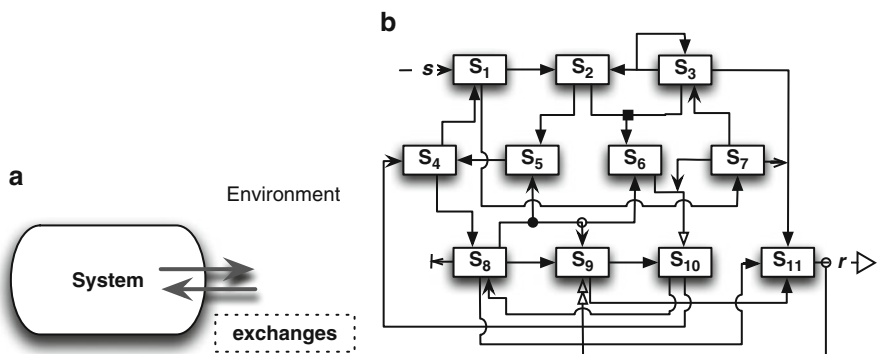 a
Environment
System
exchanges
b
s S₁ S₂ S₃
S₄ S₅ S₆ S₇
S₈ S₉ S₁₀ S₁₁ r